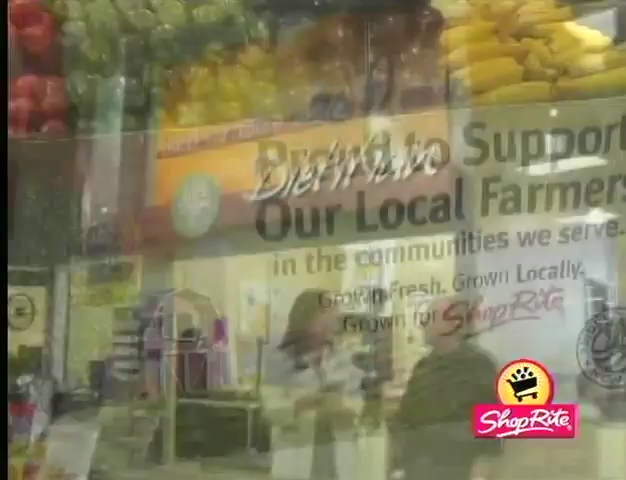 Proud to Support
Our Local Farmers
in the communities we serve.
Grown Fresh. Grown Locally.
Grown for ShopRite
Dietitian
ShopRite